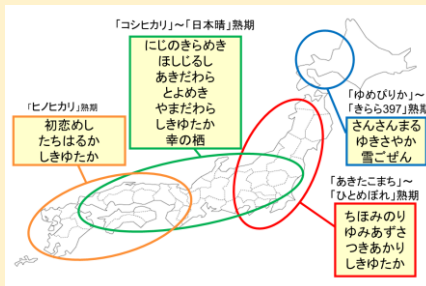 「コシヒカリ」～「日本晴」熟期
にじのきらめき
ほしじるし
あきだわら
とよめき
やまだわら
しきゆたか
幸の栖
「ヒノヒカリ」熟期
初恋めし
たちはるか
しきゆたか
「ゆめぴりか」～
「きらら397」熟期
さんさんまる
ゆきさやか
雪ごぜん
「あきたこまち」～
「ひとめぼれ」熟期
ちほみのり
ゆみあずさ
つきあかり
しきゆたか